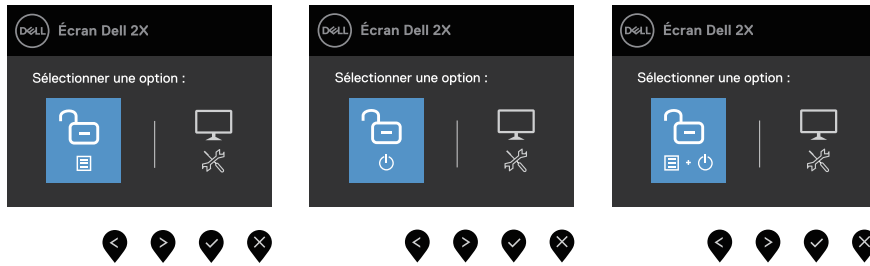 DELL Écran Dell 2X
Sélectionner une option :
DELL Écran Dell 2X
Sélectionner une option :
DELL Écran Dell 2X
Sélectionner une option :